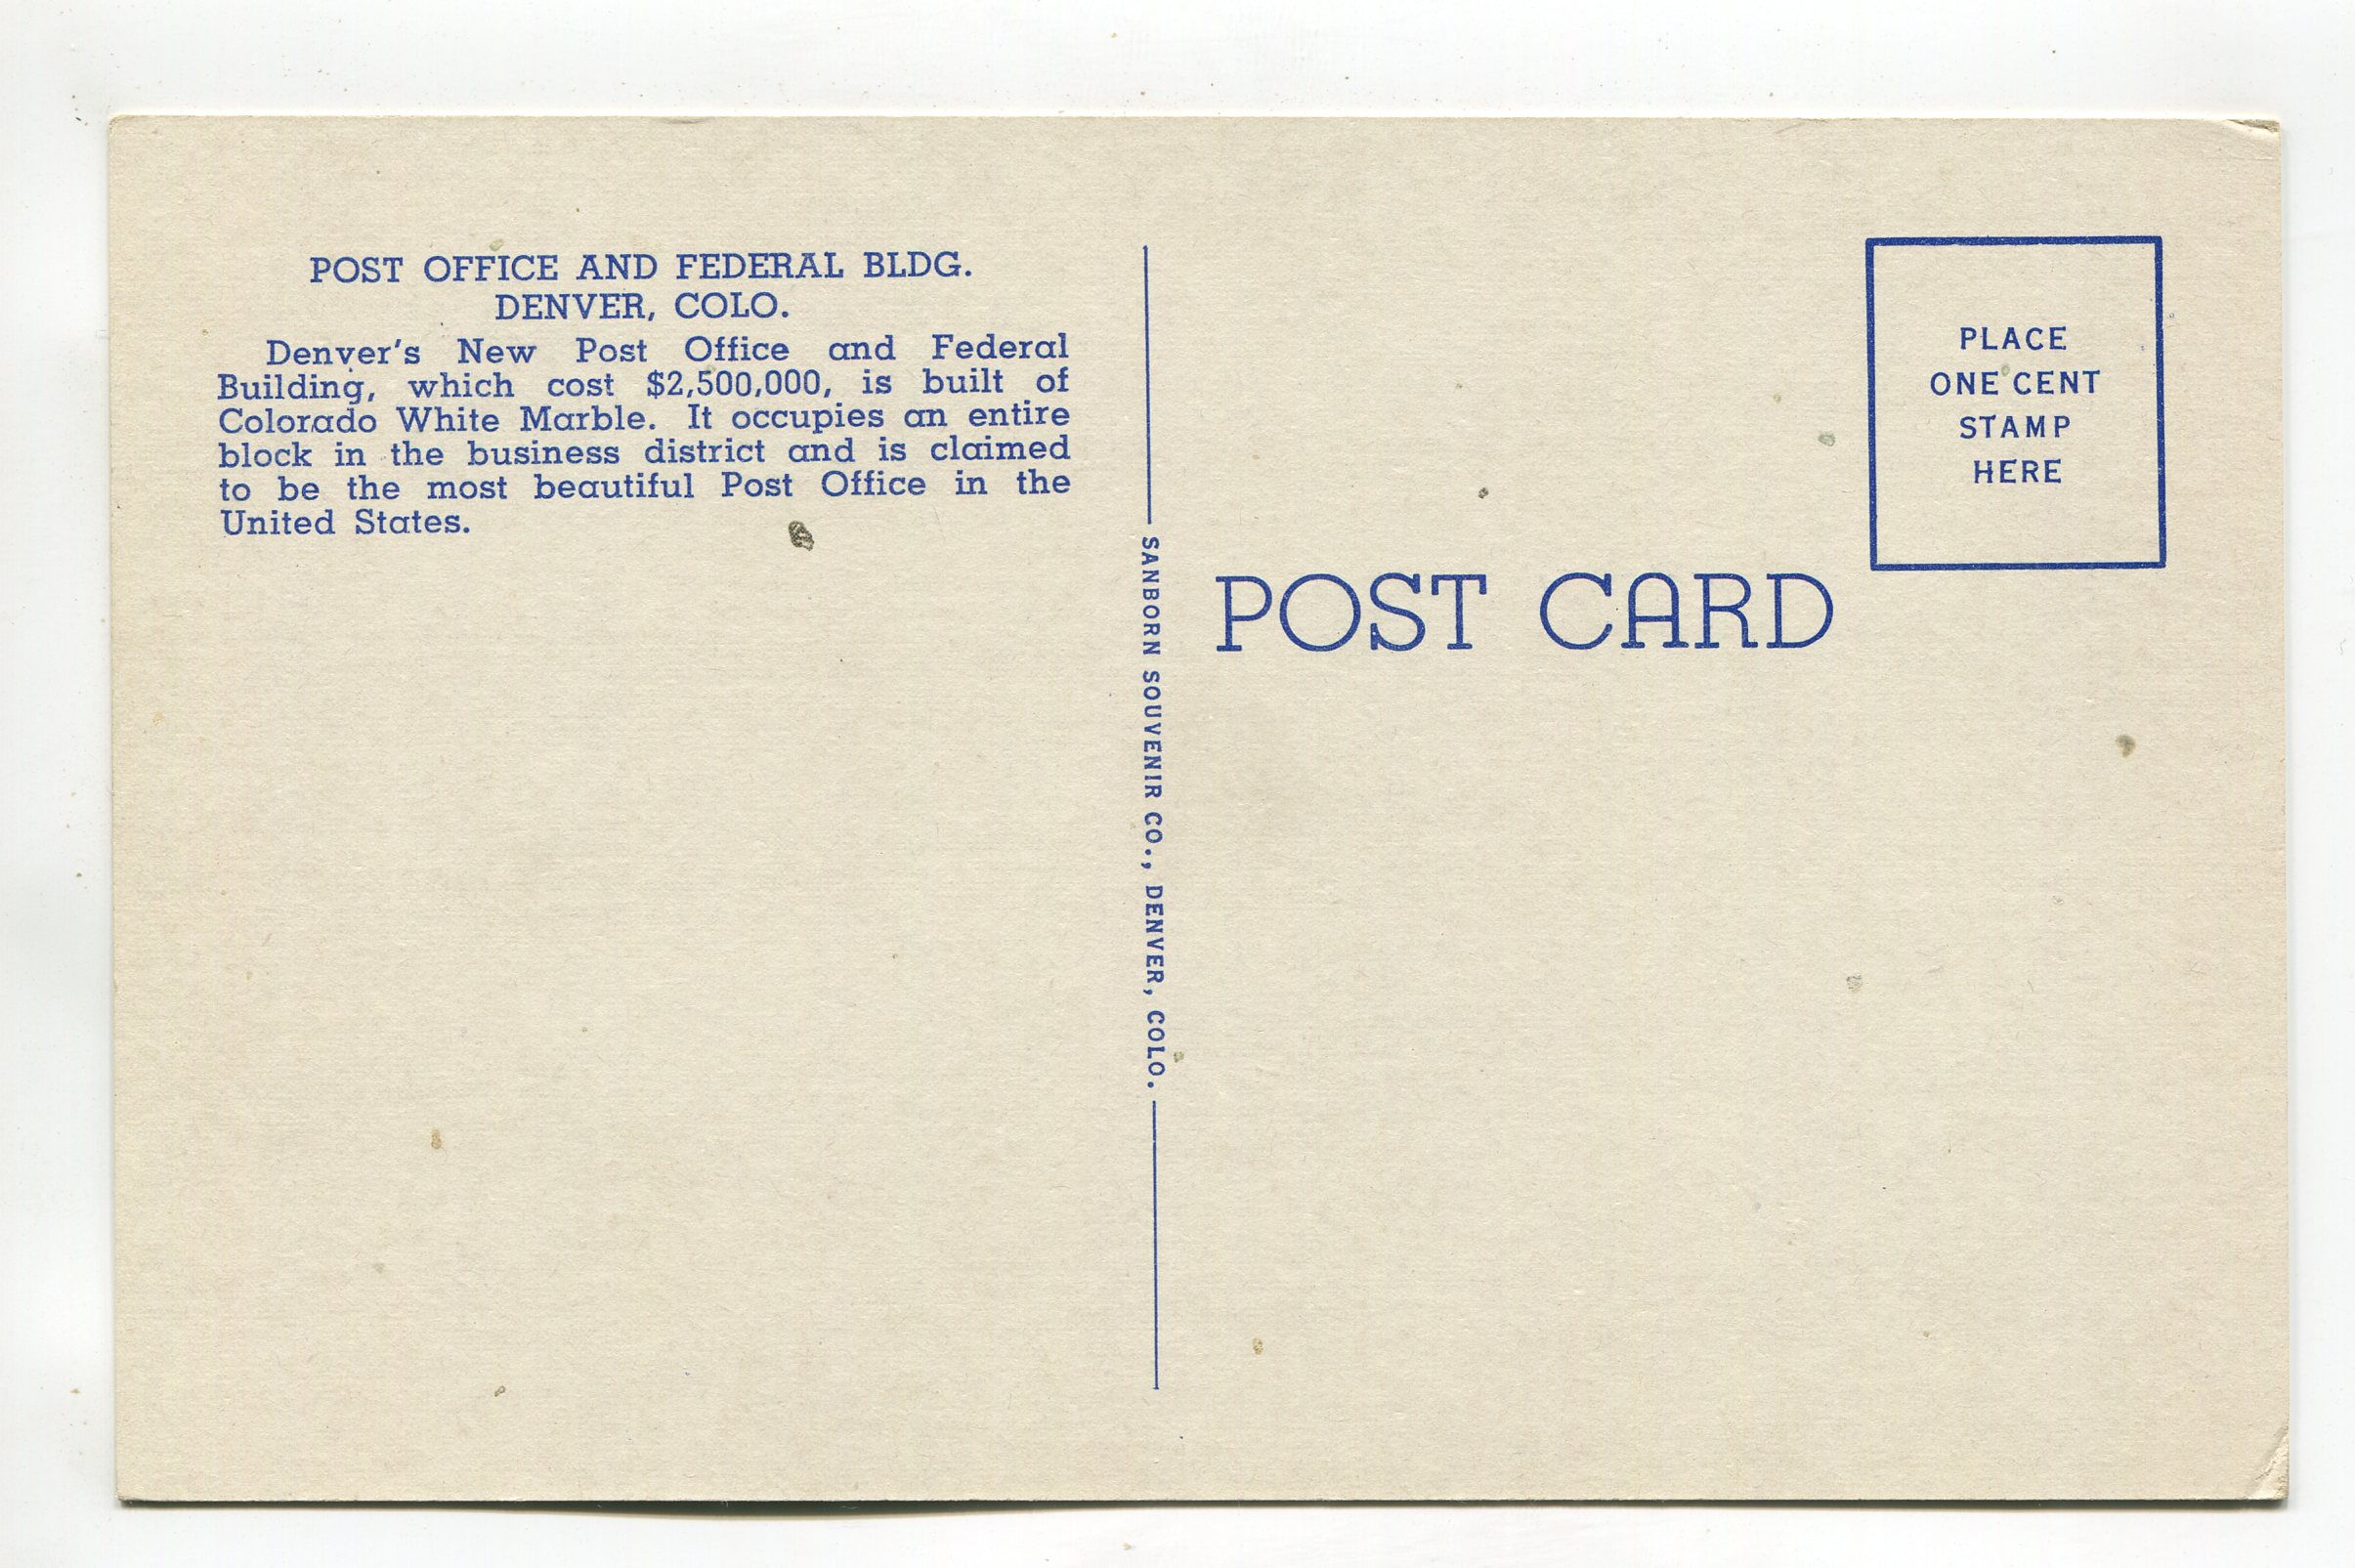 POST OFFICE AND FEDERAL BLDG.
DENVER, COLO.
Denver's New Post Office and Federal
Building, which cost $2,500,000, is built of
Colorado White Marble. It occupies an entire
block in the business district and is claimed
to be the most beautiful Post Office in the
United States.
SANBORN SOUVENIR CO., DENVER, COLO.
POST CARD
PLACE
ONE CENT
STAMP
HERE